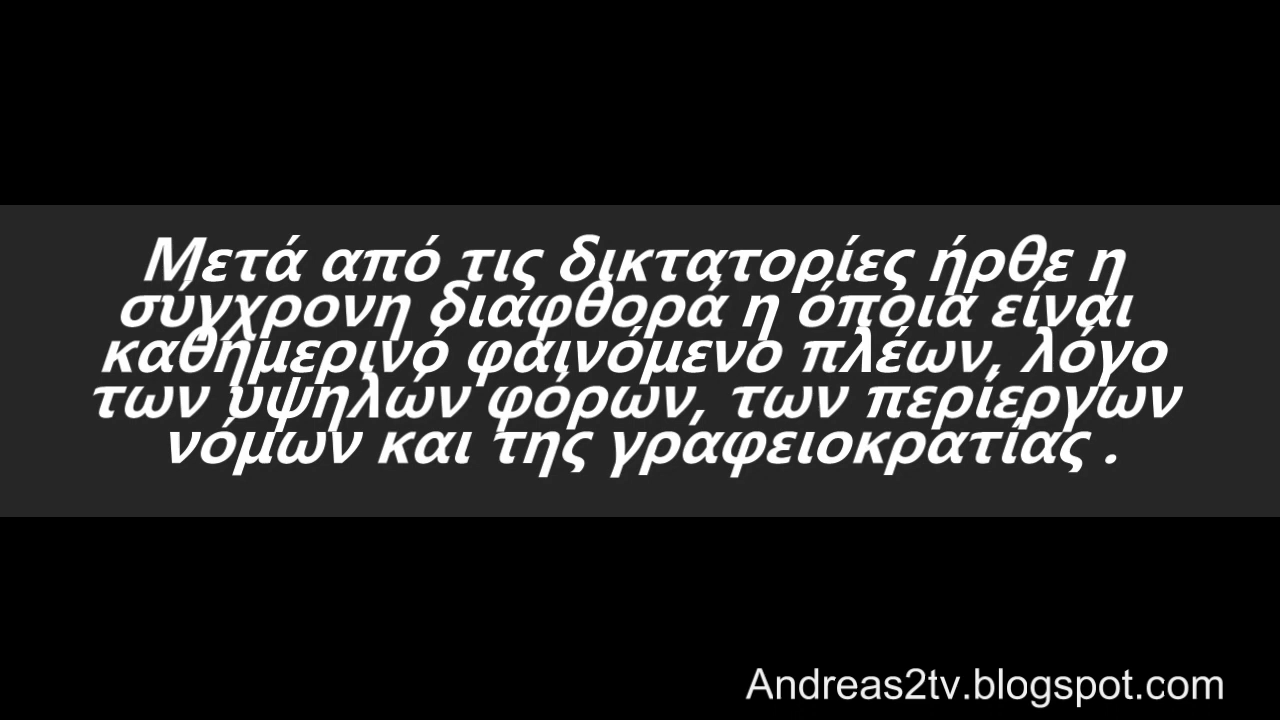 Μετά από τις δικτατορίες ήρθε η
σύγχρονη διαφθορά η όποια είναι
καθημερινό φαινόμενο πλέων, λόγο
των υψηλών φόρων, των περίεργων
νόμων και της γραφειοκρατίας .
Andreas2tv.blogspot.com